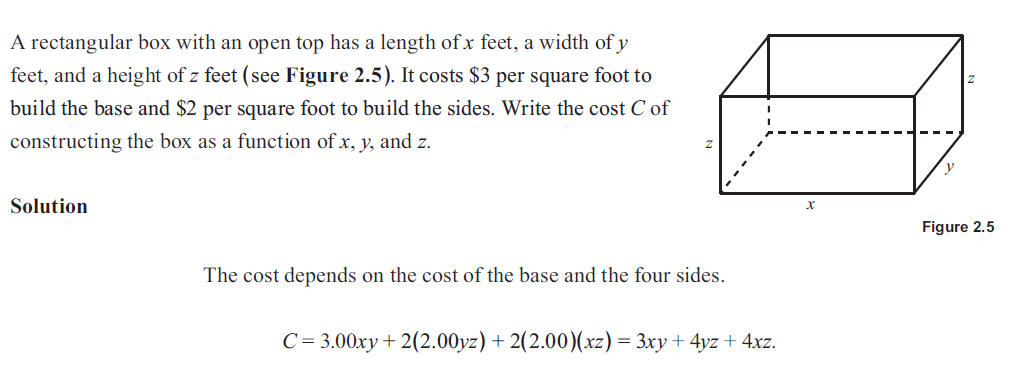 A rectangular box with an open top has a length of x feet, a width of y
feet, and a height of z feet (see Figure 2.5). It costs $3 per square foot to
build the base and $2 per square foot to build the sides. Write the cost C of
constructing the box as a function of x, y, and z.
z
z
y
x
Solution
Figure 2.5
The cost depends on the cost of the base and the four sides.
C = 3.00xy + 2(2.00yz) + 2(2.00)(xz) = 3xy + 4yz + 4xz.